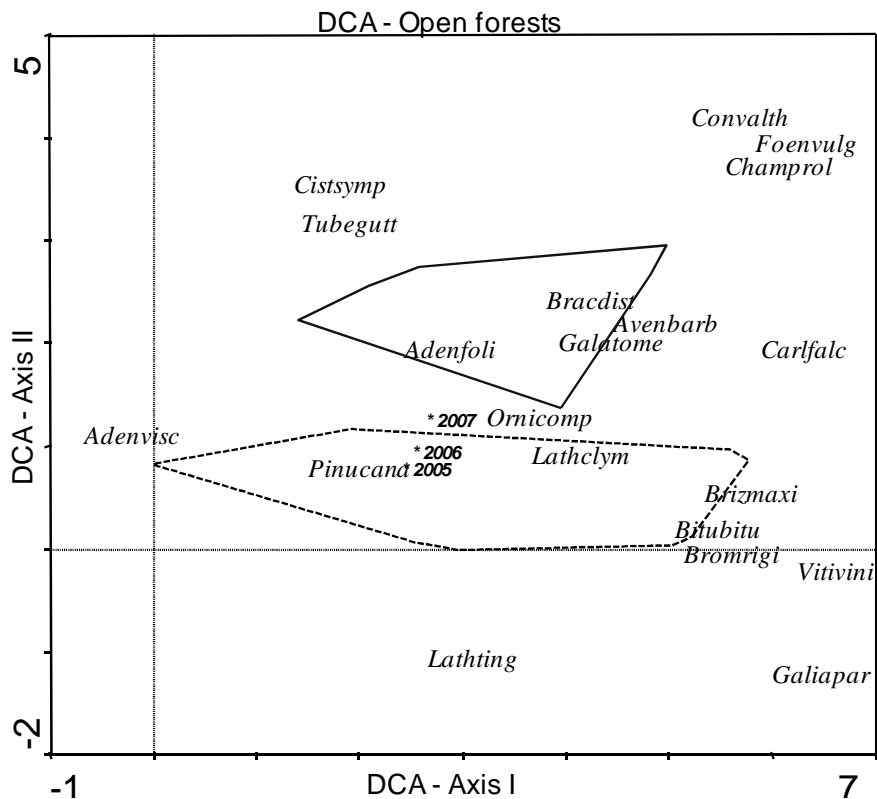 DCA - Open forests
5
Convalth
Foenvulg
Champrol
Cistsymp
Tubegutt
Bracdist
Avenbarb
Galatome
Adenfoli
Carlfalc
* 2007
Ornicomp
Adenvisc
* 2006
Lathclym
Pinucana
* 2005
Brizmaxi
Bitubitu
Bromrigi
Vitivini
Lathting
Galiapar
DCA - Axis II
-2
-1
DCA - Axis I
7